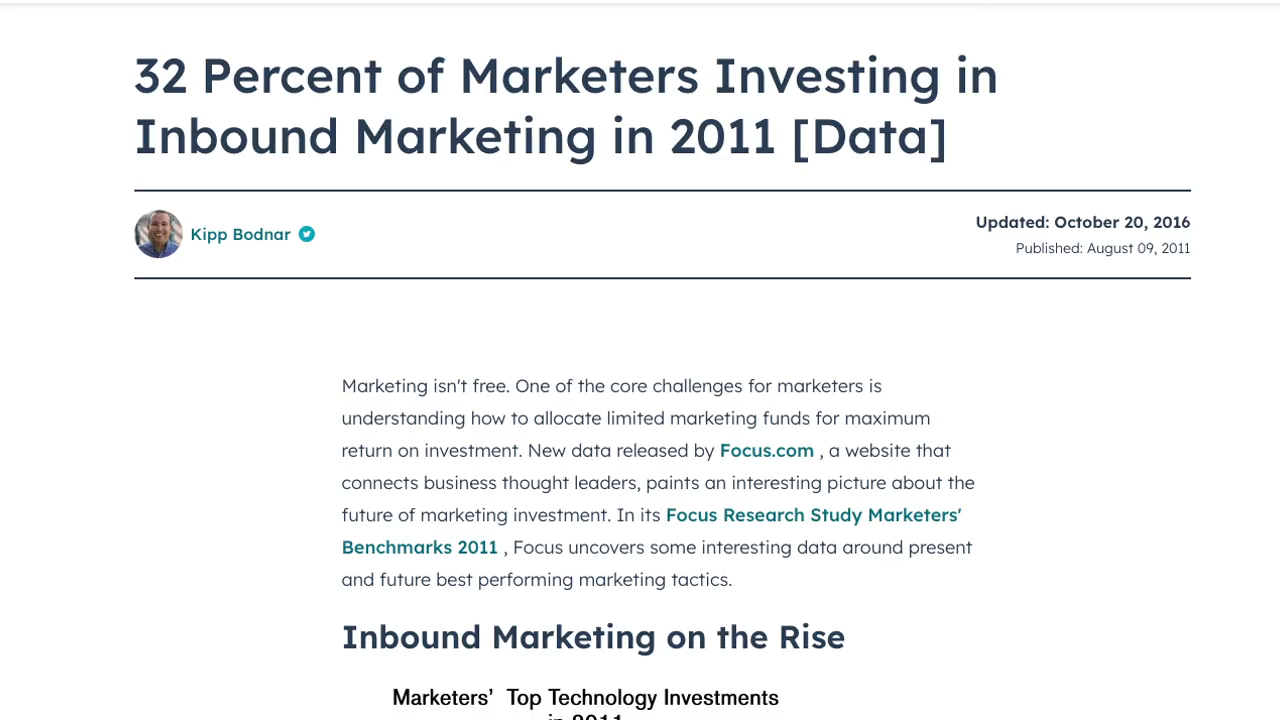 32 Percent of Marketers Investing in
Inbound Marketing in 2011 [Data]
Kipp Bodnar
Updated: October 20, 2016
Published: August 09, 2011
Marketing isn't free. One of the core challenges for marketers is
understanding how to allocate limited marketing funds for maximum
return on investment. New data released by Focus.com , a website that
connects business thought leaders, paints an interesting picture about the
future of marketing investment. In its Focus Research Study Marketers'
Benchmarks 2011 , Focus uncovers some interesting data around present
and future best performing marketing tactics.
Inbound Marketing on the Rise
Marketers’ Top Technology Investments
in 2011